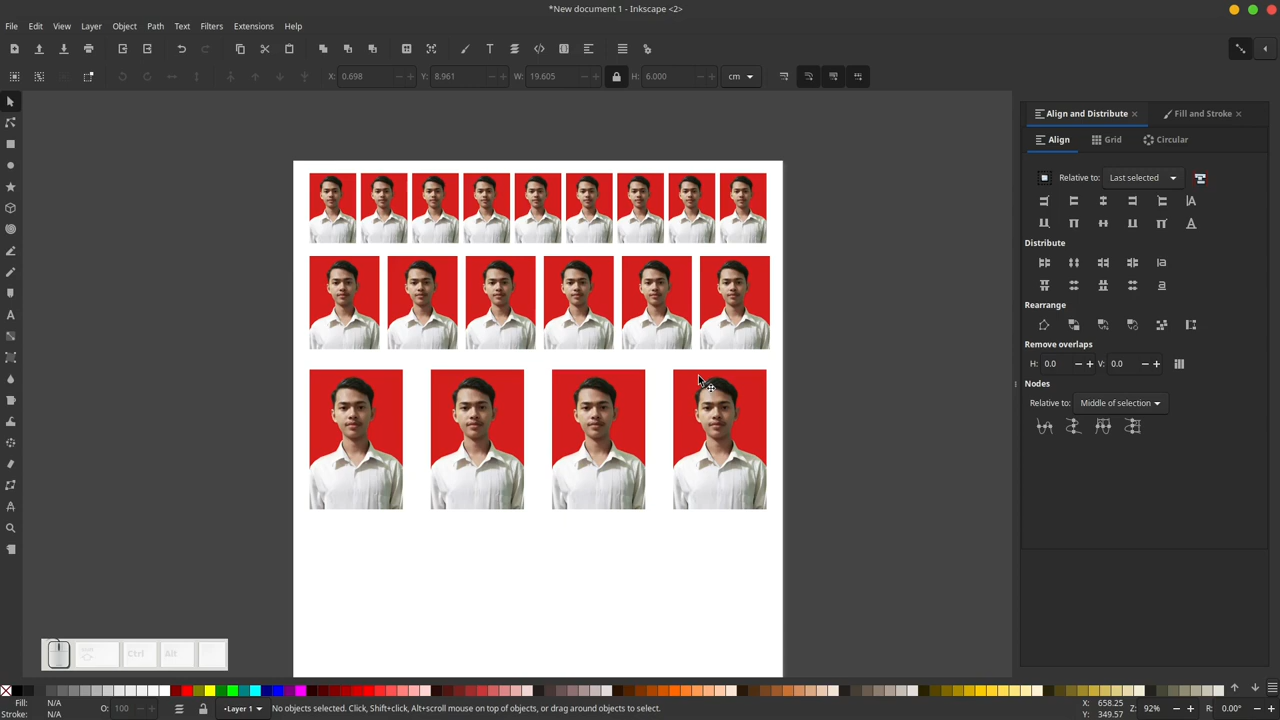 *New document 1 - Inkscape <2>
File Edit View Layer Object Path Text Filters Extensions Help
X: 0.698 Y: 8.961 W: 19.605 H: 6.000 cm
Align and Distribute Fill and Stroke
Align Grid Circular
Relative to: Last selected
Distribute
Rearrange
Remove overlaps
H: 0.0 V: 0.0
Nodes
Relative to: Middle of selection
Ctrl Alt
Fill: N/A
Stroke: N/A
O: 100
•Layer 1
No objects selected. Click, Shift+click, Alt+scroll mouse on top of objects, or drag around objects to select.
X: 658.25
Y: 349.57
Z: 92%
R: 0.00°